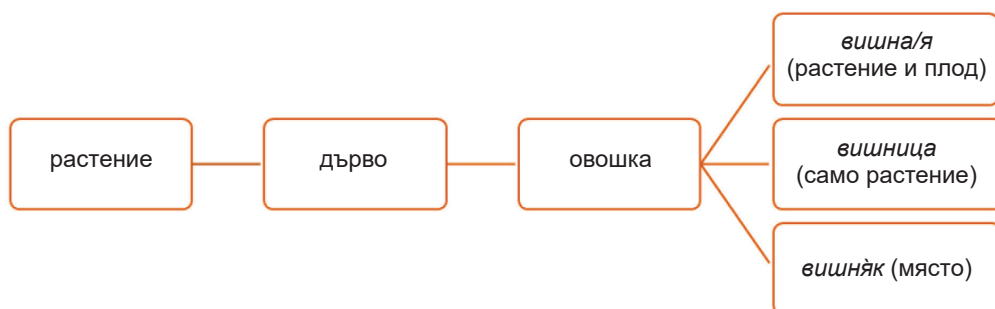 растение
дърво
овошка
вишна/я
(растение и плод)
вишница
(само растение)
вишня̀к (място)